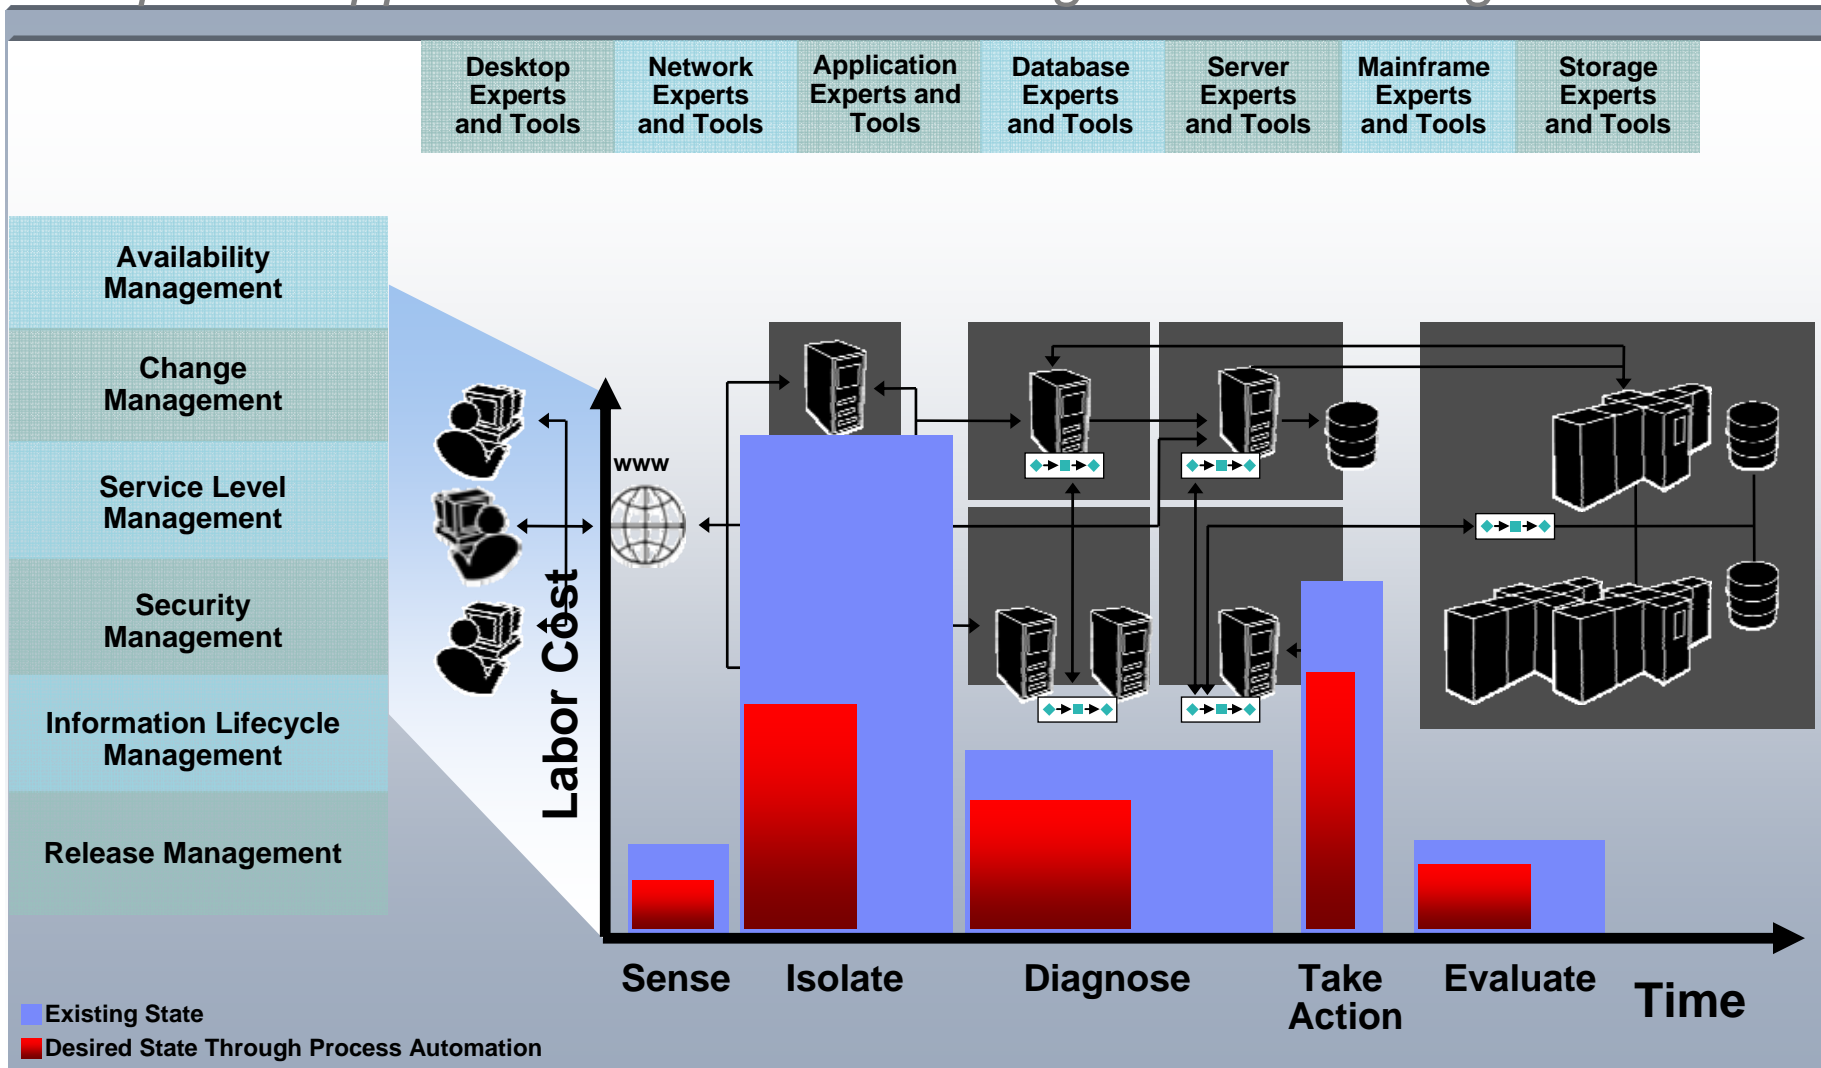 Desktop
Experts
and Tools
Network
Experts
and Tools
Application
Experts and
Tools
Database
Experts
and Tools
Server
Experts
and Tools
Mainframe
Experts
and Tools
Storage
Experts
and Tools
Availability
Management
Change
Management
Service Level
Management
Security
Management
Information Lifecycle
Management
Release Management
www
Labor Cost
Sense
Isolate
Diagnose
Take
Action
Evaluate
Time
Existing State
Desired State Through Process Automation